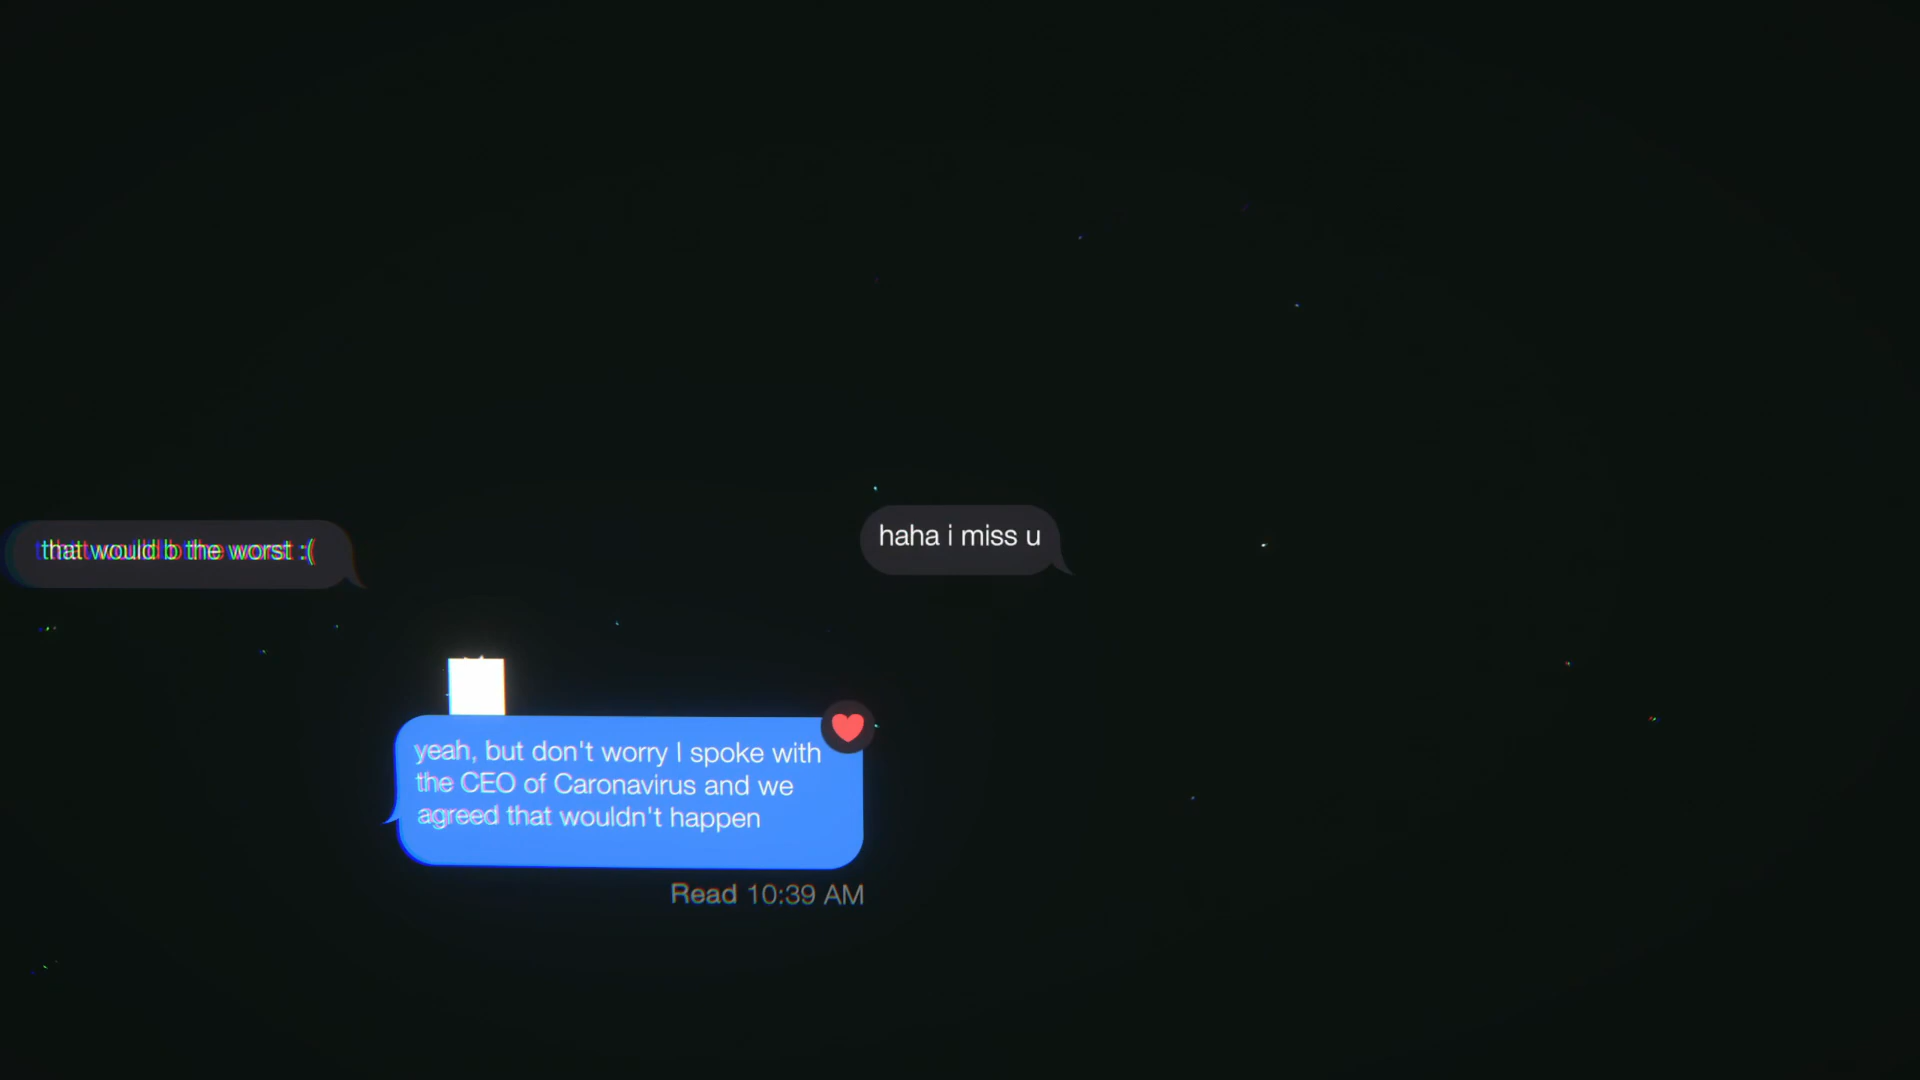 that would b the worst :(
haha i miss u
yeah, but don't worry I spoke with
the CEO of Caronavirus and we
agreed that wouldn't happen
Read 10:39 AM